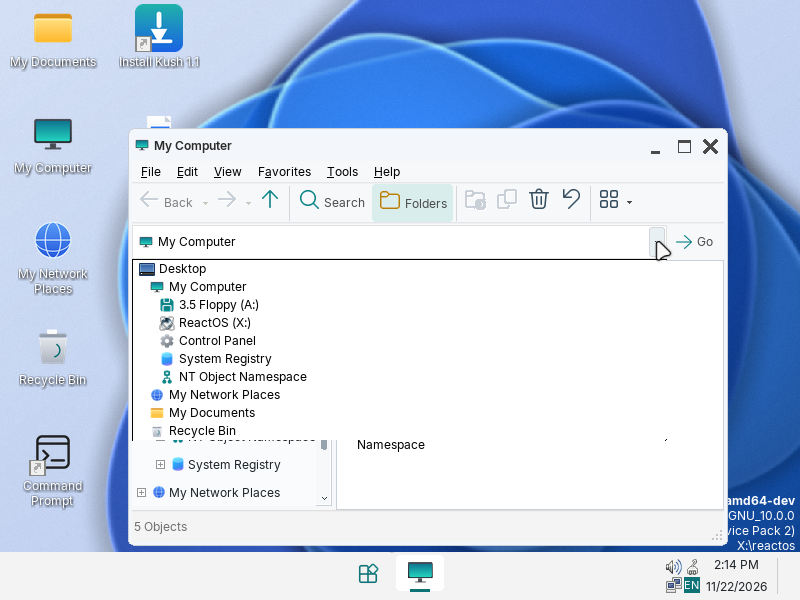 My Documents
Install Kush 1.1
My Computer
My Network
Places
Recycle Bin
Command
Prompt
My Computer
File Edit View Favorites Tools Help
Back Search Folders
My Computer Go
Desktop
My Computer
3.5 Floppy (A:)
ReactOS (X:)
Control Panel
System Registry
NT Object Namespace
My Network Places
My Documents
Recycle Bin
NT Object Namespace
Namespace
System Registry
My Network Places
5 Objects
amd64-dev
GNU_10.0.0
vice Pack 2)
X:\reactos
EN
2:14 PM
11/22/2026